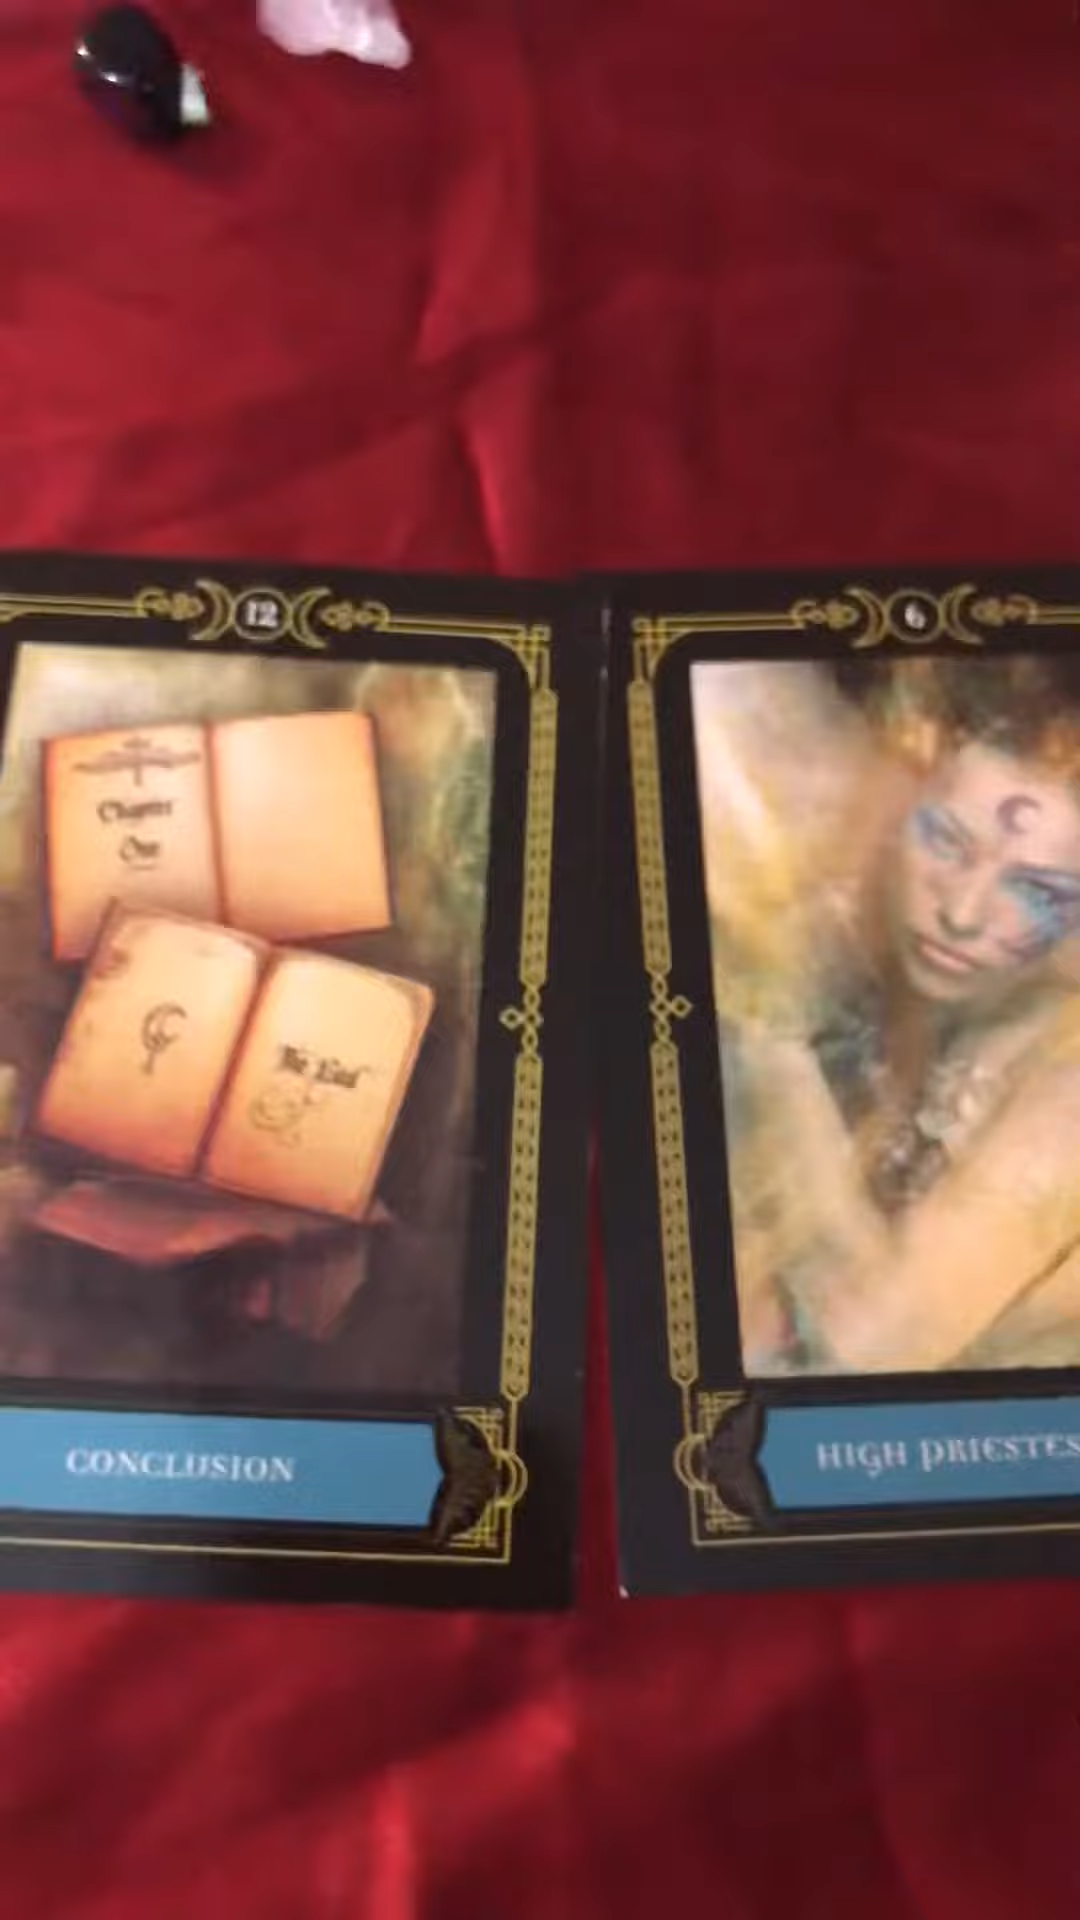 12
6
Chapter
One
The End
CONCLUSION
HIGH PRIESTES